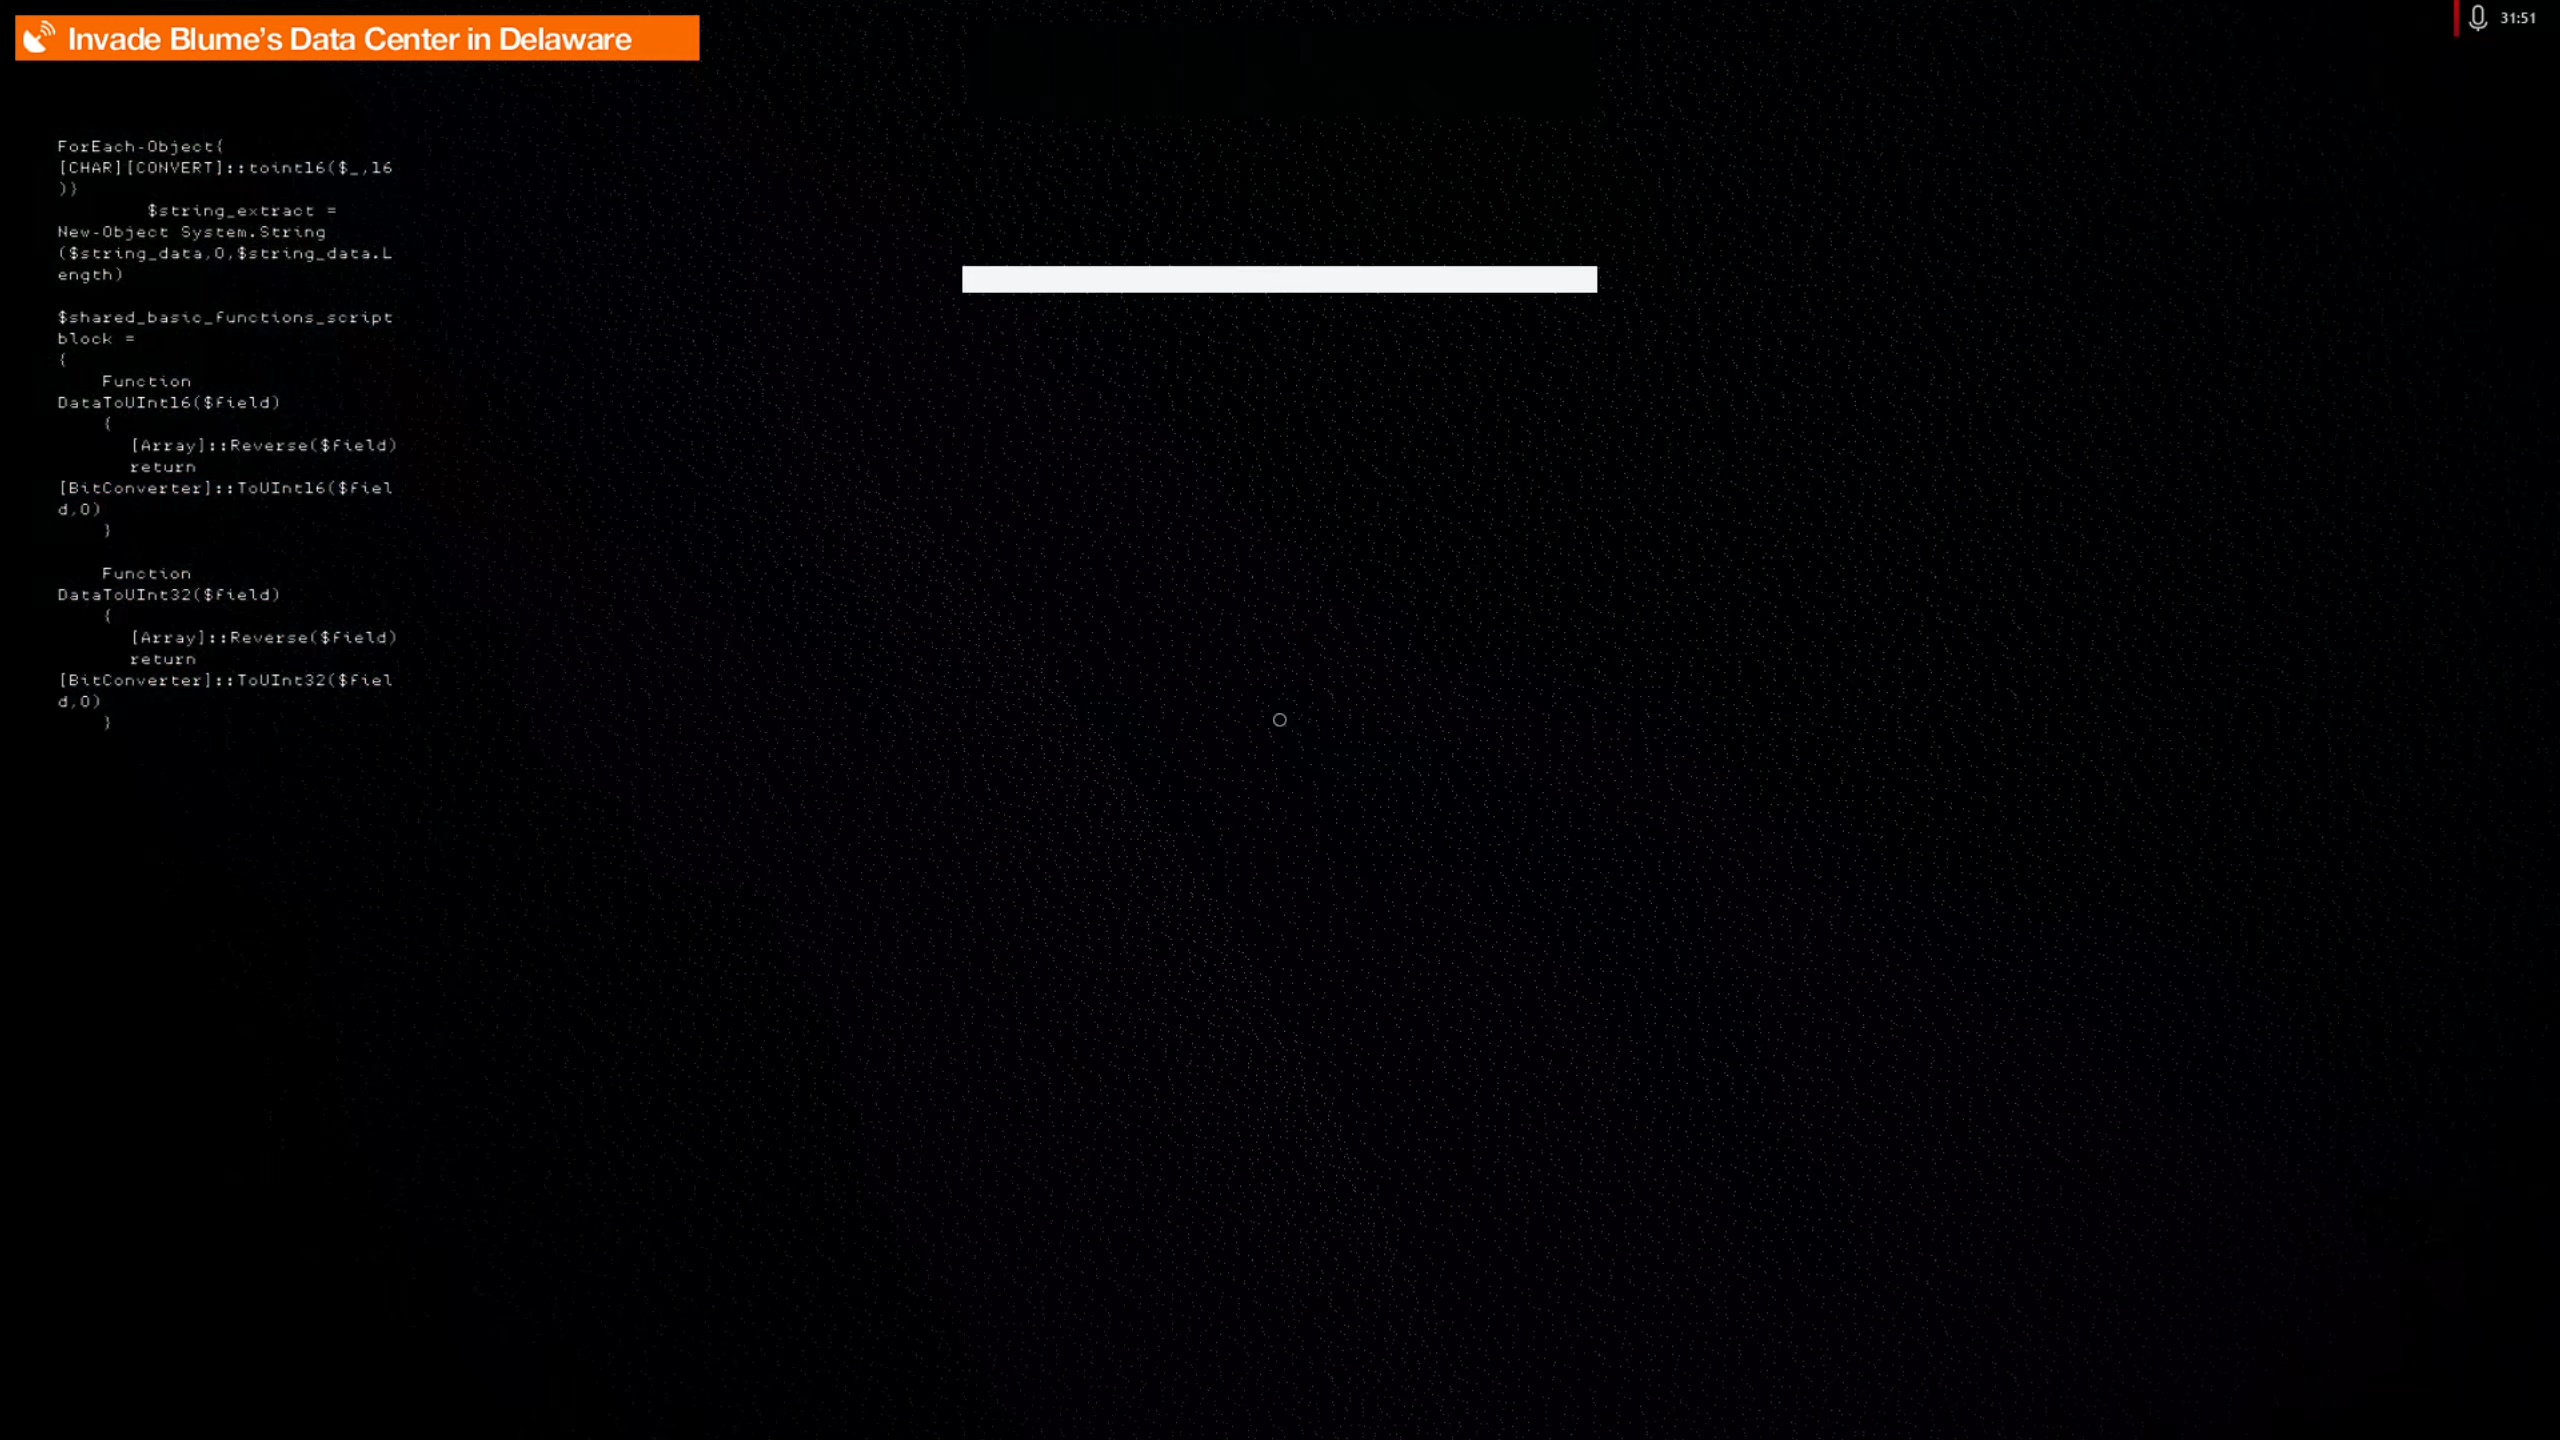 Invade Blume's Data Center in Delaware
31:51
ForEach-Object{
[CHAR][CONVERT]::toint16($_,16
)}
$string_extract =
New-Object System.String
($string_data,0,$string_data.L
ength)
$shared_basic_functions_script
block =
{
Function
DataToUInt16($field)
{
[Array]::Reverse($field)
return
[BitConverter]::ToUInt16($fiel
d,0)
}
Function
DataToUInt32($field)
{
[Array]::Reverse($field)
return
[BitConverter]::ToUInt32($fiel
d,0)
}